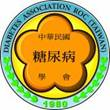 DIABETES ASSOCIATION ROC (TAIWAN)
中華民國
糖尿病
學會
1980